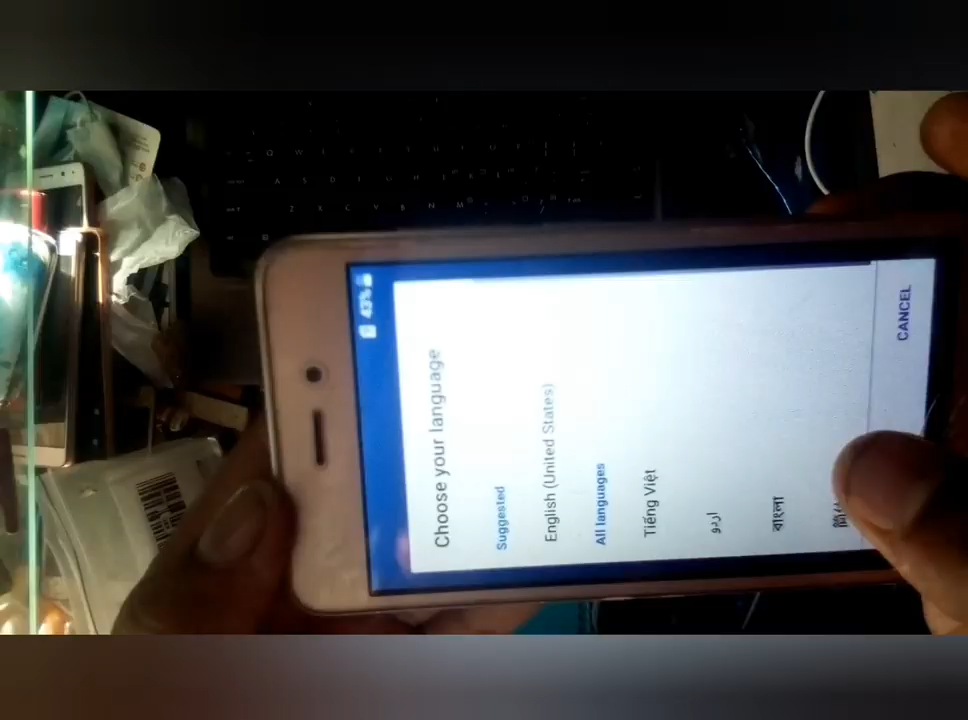 43%
Choose your language
Suggested
English (United States)
All languages
Tiếng Việt
اردو
বাংলা
CANCEL